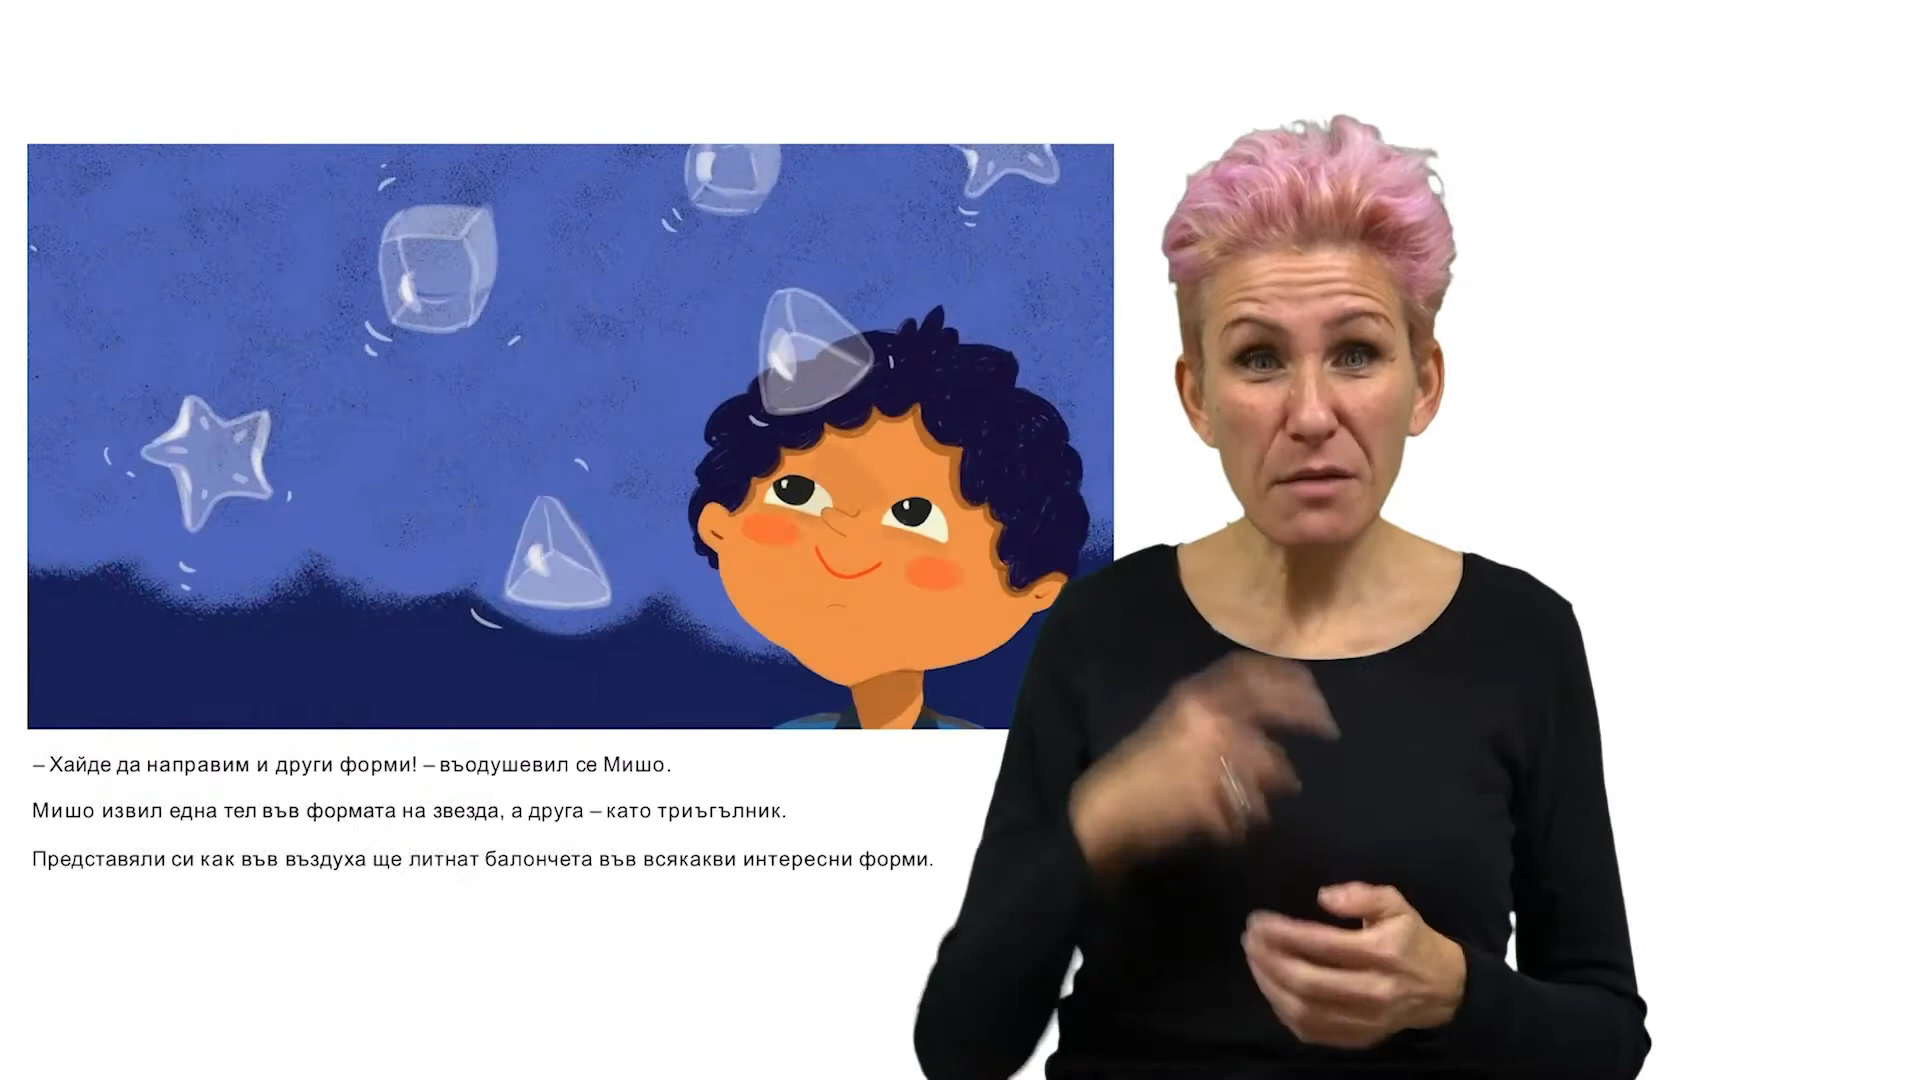 – Хайде да направим и други форми! – въодушевил се Мишо.
Мишо извил една тел във формата на звезда, а друга – като триъгълник.
Представяли си как във въздуха ще литнат балончета във всякакви интересни форми.